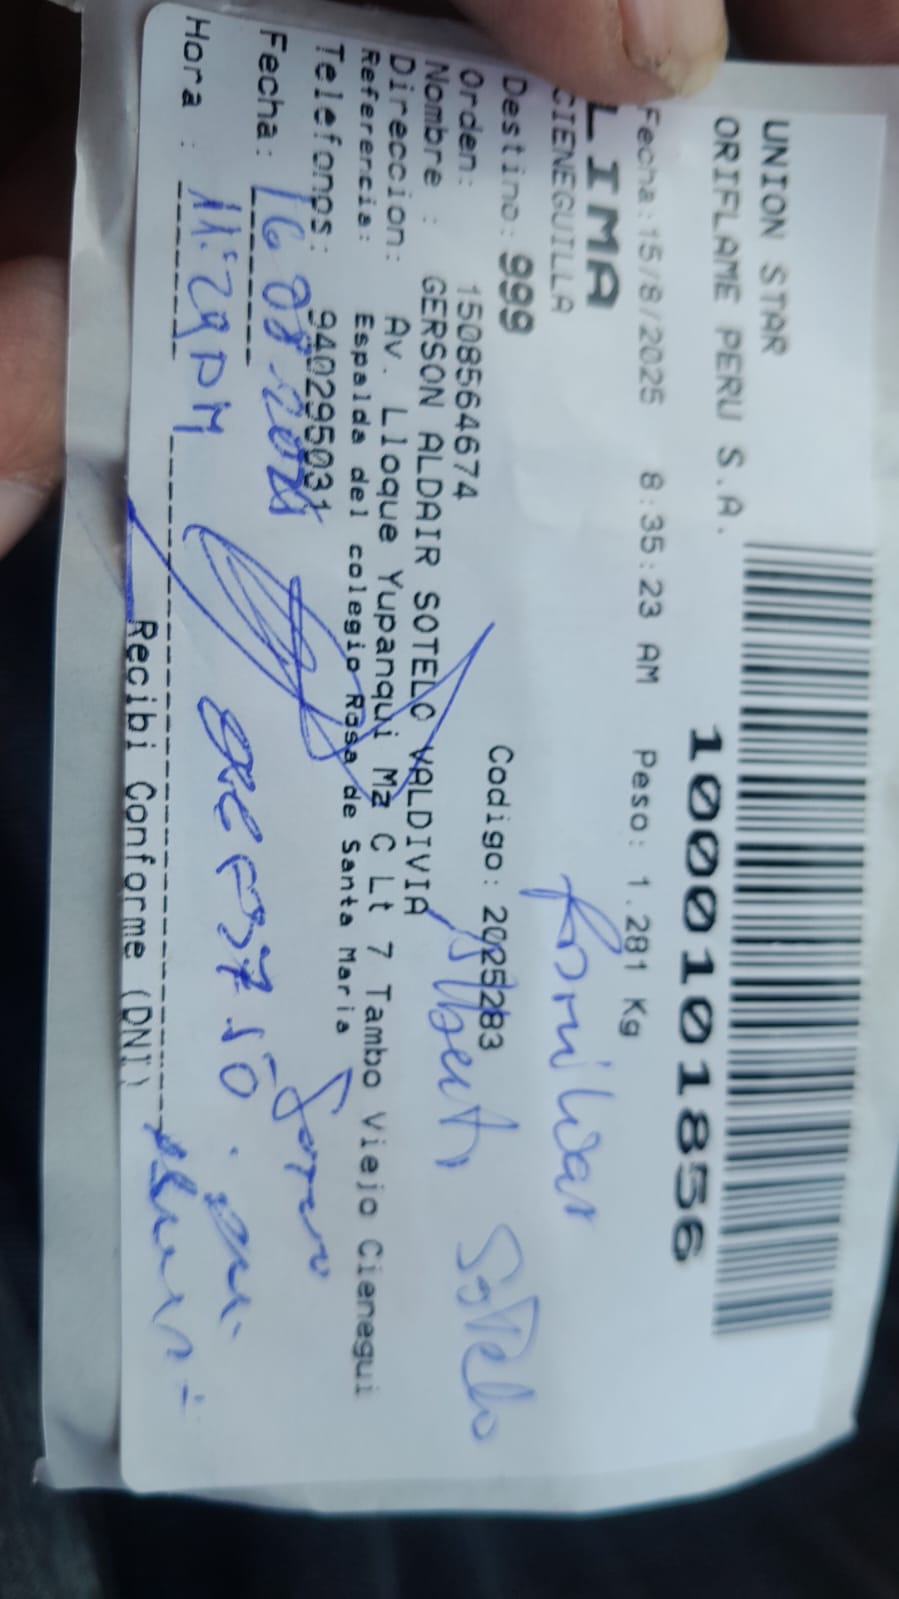 UNION STAR
ORIFLAME PERU S.A.
10001101856
Fecha:15/8/2025 8:35:23 AM Peso: 1.281 Kg
LIMA
CIENEGUILLA
Familiar
Destino: 999
Codigo: 2025283
Orden: 1508564674
Nombre : GERSON ALDAIR SOTELO VALDIVIA
Sotelo
Direccion: Av. Lloque Yupanqui Mz C Lt 7 Tambo Viejo Cienegui
Referencia: Espalda del colegio Rosa de Santa Maria
Telefonos: 940295031
Fecha: 16 08 2025
Hora : 11:29 PM
Recibi Conforme (DNI)